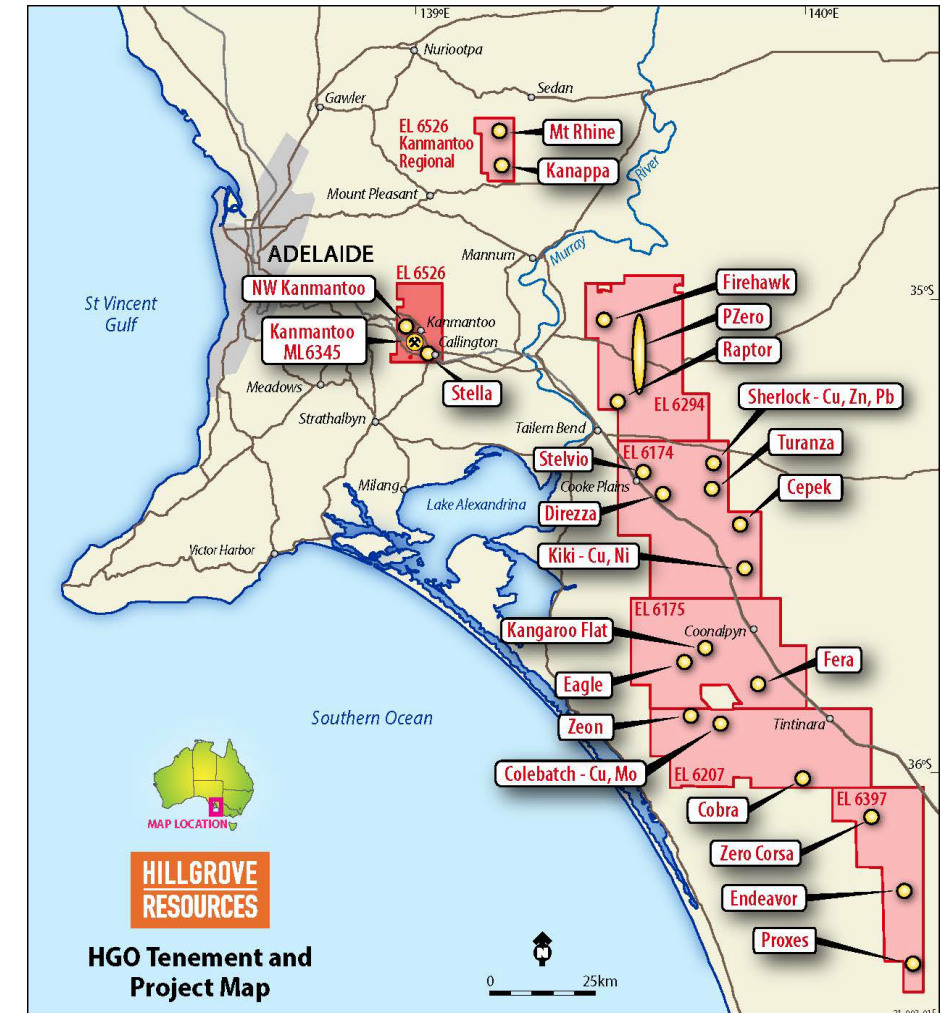 139ºE
140ºE
Nuriootpa
Sedan
Gawler
EL 6526
Kanmantoo
Regional
Mt Rhine
Kanappa
River
Mount Pleasant
Murray
Mannum
ADELAIDE
EL 6526
St Vincent
Gulf
NW Kanmantoo
Kanmantoo
Kanmantoo
ML6345
Callington
Stella
Meadows
Strathalbyn
35ºS
Firehawk
PZero
Raptor
EL 6294
Sherlock - Cu, Zn, Pb
Tailem Bend
EL 6174
Turanza
Stelvio
Cooke Plains
Cepek
Milang
Lake Alexandrina
Direzza
Victor Harbor
Kiki - Cu, Ni
EL 6175
Kangaroo Flat
Coonalpyn
Fera
Eagle
Zeon
Tintinara
Southern Ocean
Colebatch - Cu, Mo
EL 6207
36ºS
Cobra
EL 6397
Zero Corsa
Endeavor
Proxes
MAP LOCATION
HILLGROVE
RESOURCES
HGO Tenement and
Project Map
N
0 25km